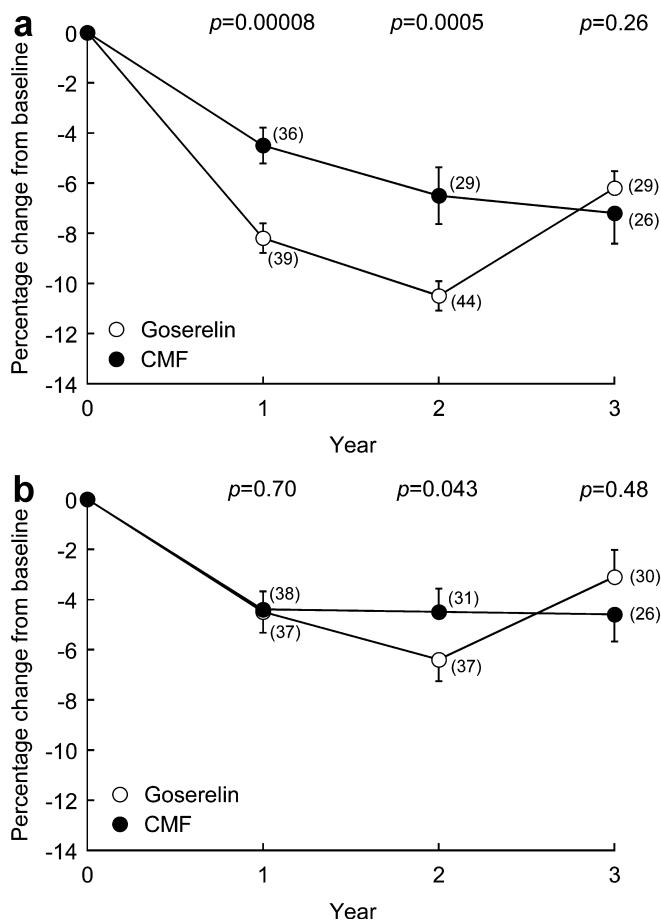 a
p=0.00008 p=0.0005 p=0.26
Percentage change from baseline
0
-2
-4
-6
-8
-10
-12
-14
(36)
(29)
(29)
(26)
(39)
(44)
Goserelin
CMF
0 1 2 3
Year
b
p=0.70 p=0.043 p=0.48
Percentage change from baseline
0
-2
-4
-6
-8
-10
-12
-14
(38)
(31)
(30)
(26)
(37)
(37)
Goserelin
CMF
0 1 2 3
Year